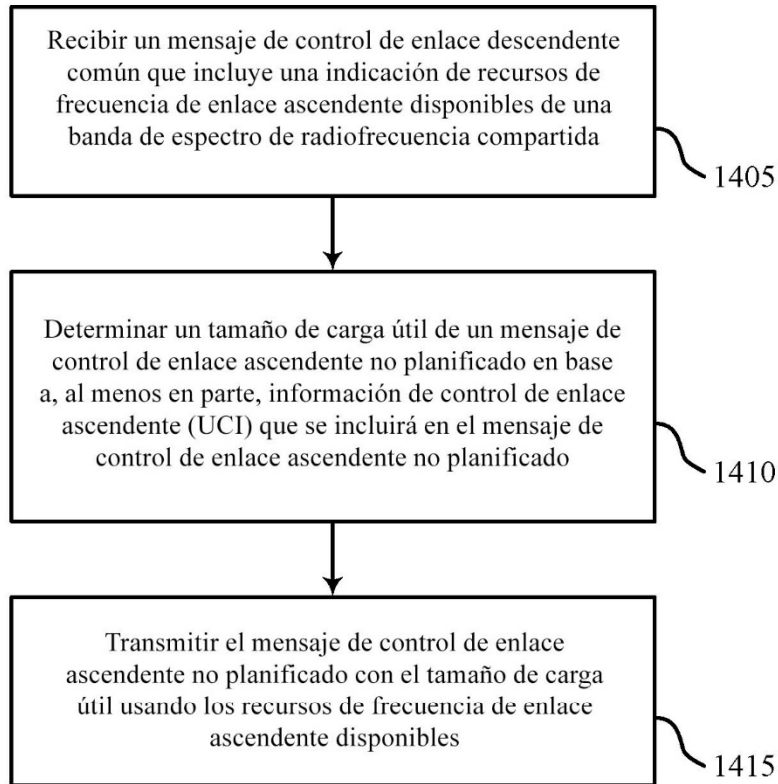 Recibir un mensaje de control de enlace descendente
común que incluye una indicación de recursos de
frecuencia de enlace ascendente disponibles de una
banda de espectro de radiofrecuencia compartida
1405
Determinar un tamaño de carga útil de un mensaje de
control de enlace ascendente no planificado en base
a, al menos en parte, información de control de enlace
ascendente (UCI) que se incluirá en el mensaje de
control de enlace ascendente no planificado
1410
Transmitir el mensaje de control de enlace
ascendente no planificado con el tamaño de carga
útil usando los recursos de frecuencia de enlace
ascendente disponibles
1415